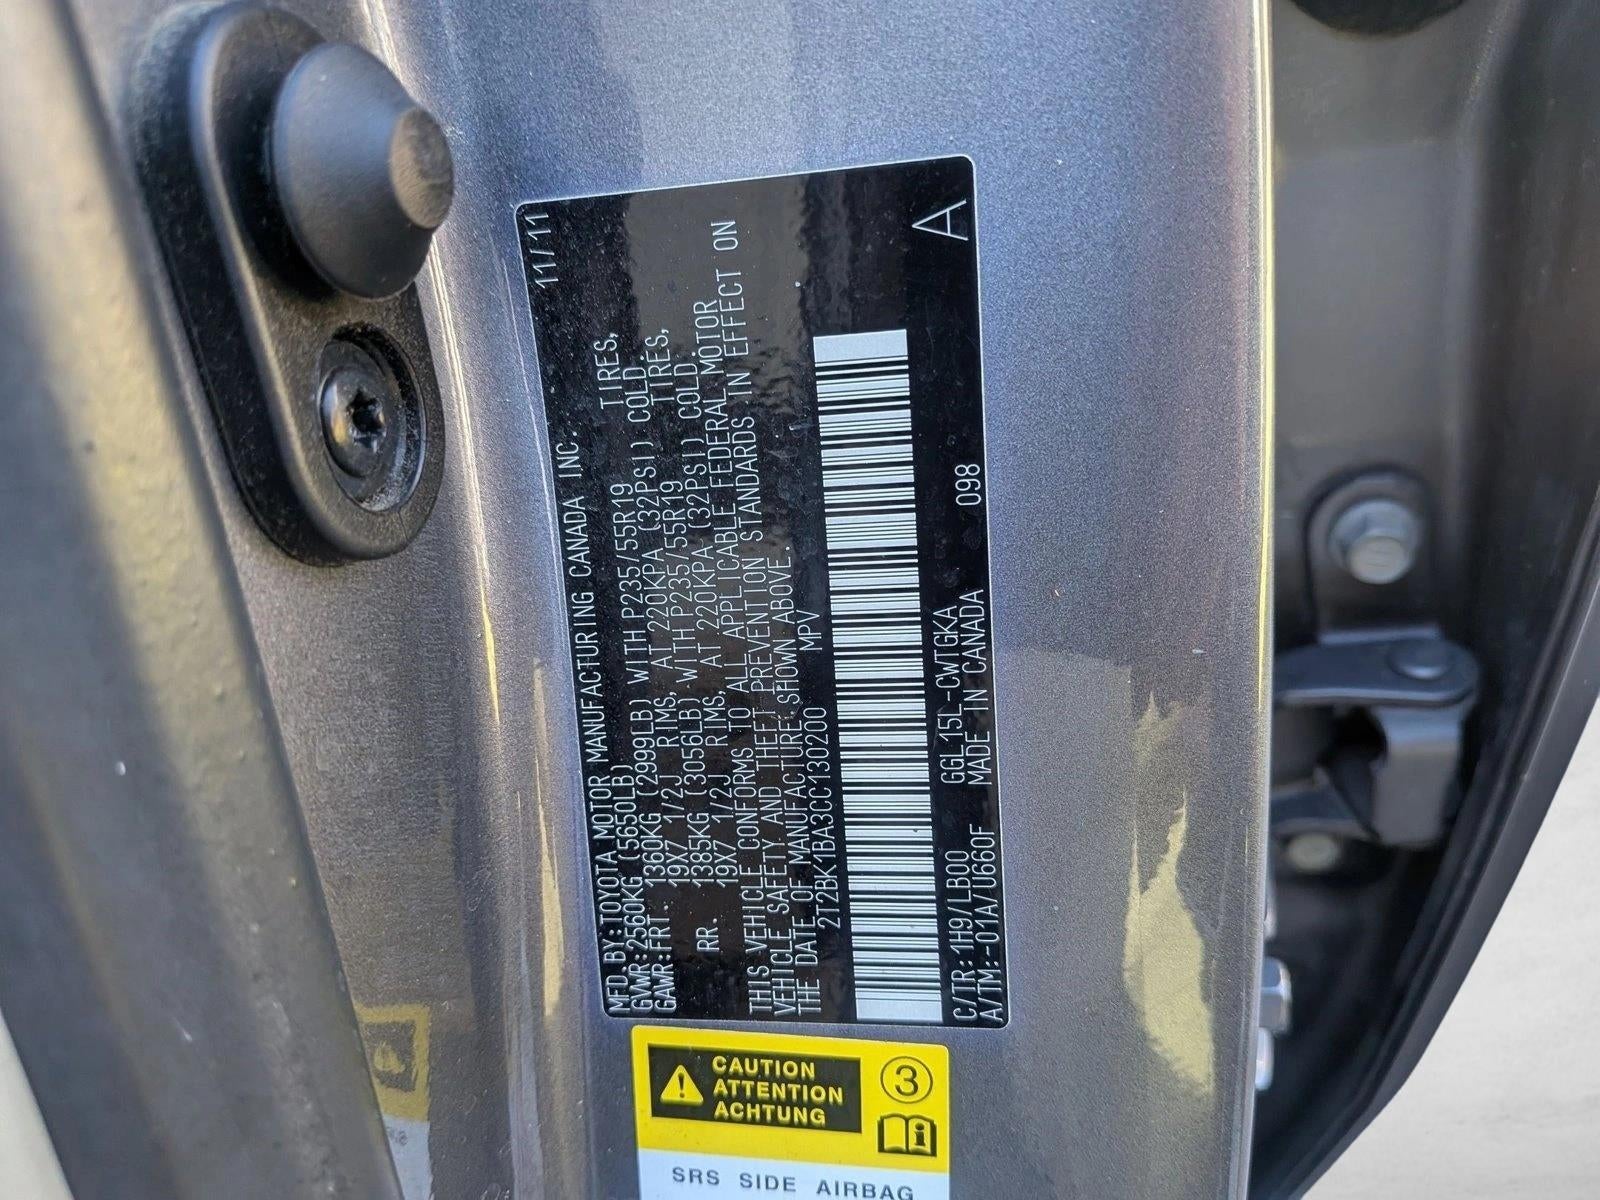 MFD. BY: TOYOTA MOTOR MANUFACTURING CANADA INC. 11/11
GVWR: 2560KG (5650LB)
GAWR: FRT. 1360KG (2999LB) WITH P235/55R19 TIRES,
19X7 1/2J RIMS, AT 220KPA (32PSI) COLD.
RR. 1385KG (3056LB) WITH P235/55R19 TIRES,
19X7 1/2J RIMS, AT 220KPA (32PSI) COLD.
THIS VEHICLE CONFORMS TO ALL APPLICABLE FEDERAL MOTOR
VEHICLE SAFETY AND THEFT PREVENTION STANDARDS IN EFFECT ON
THE DATE OF MANUFACTURE SHOWN ABOVE.
2T2BK1BA3CC130200 MPV
C/TR: 1H9/LB00 GGL15L-CWTGKA 098 A
A/TM: -01A/U660F MADE IN CANADA
CAUTION
ATTENTION
ACHTUNG
3
i
SRS SIDE AIRBAG